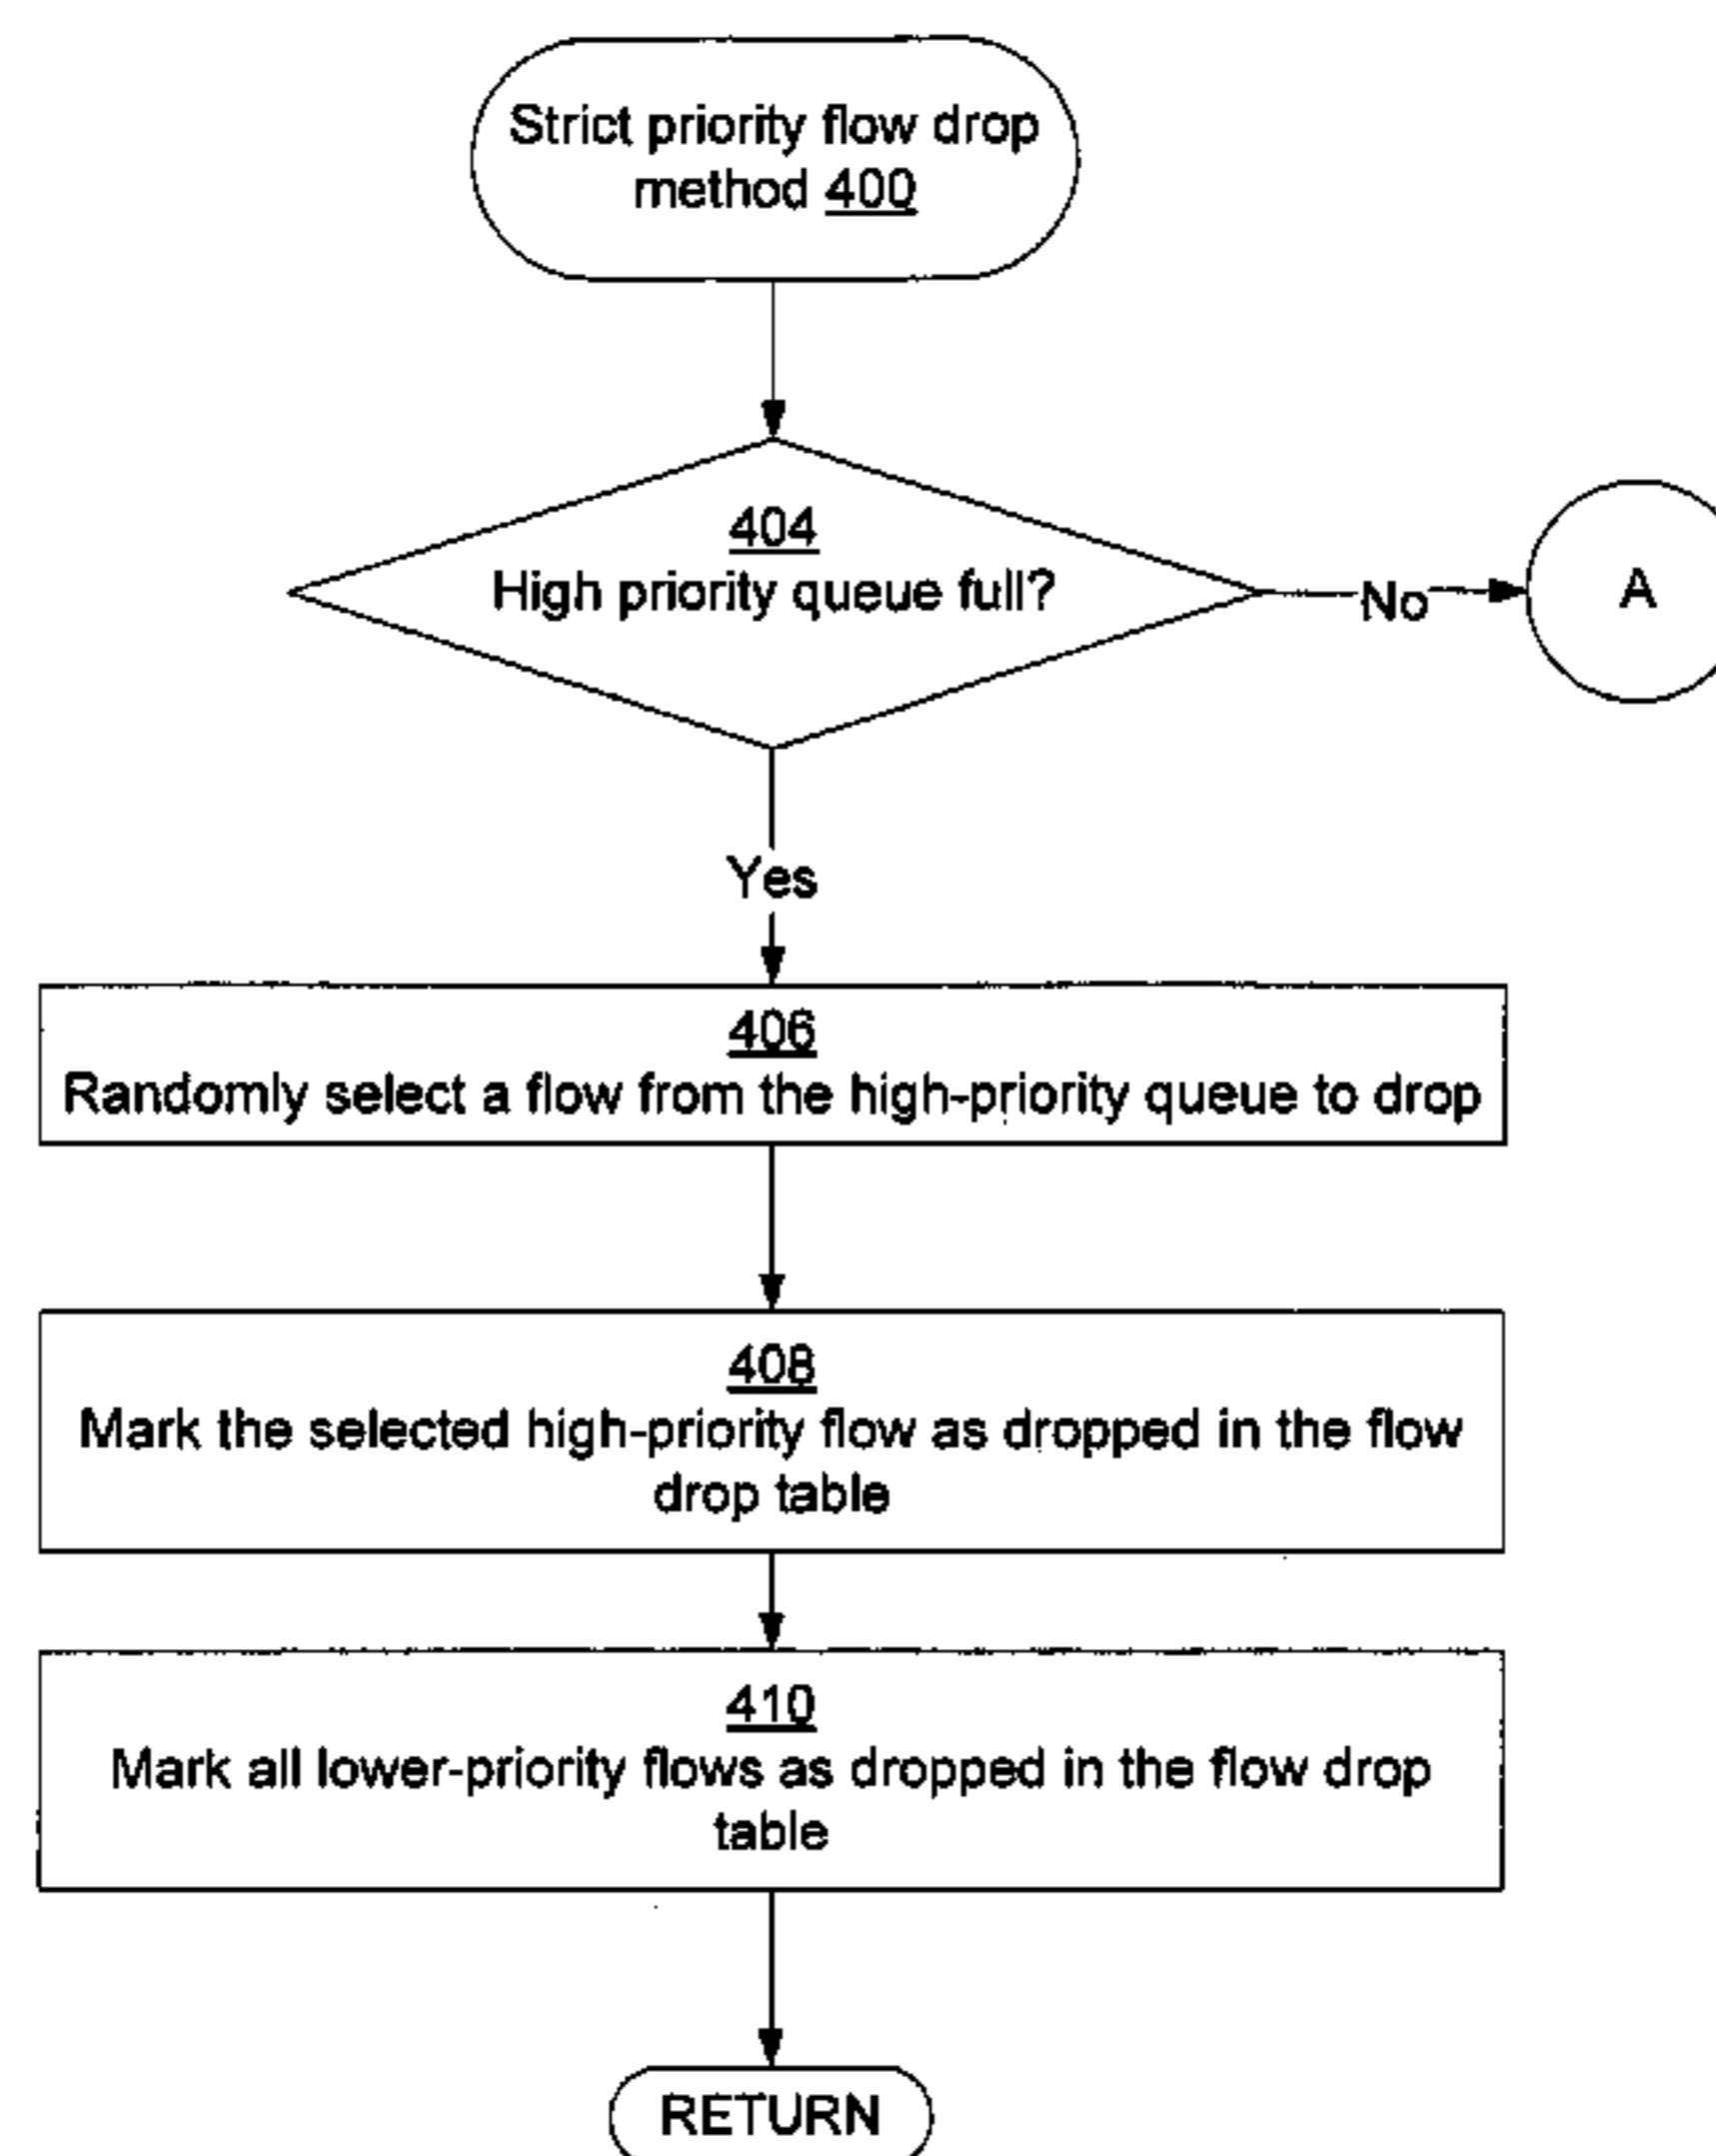 Strict priority flow drop
method 400
404
High priority queue full?
No
A
Yes
406
Randomly select a flow from the high-priority queue to drop
408
Mark the selected high-priority flow as dropped in the flow
drop table
410
Mark all lower-priority flows as dropped in the flow drop
table
RETURN